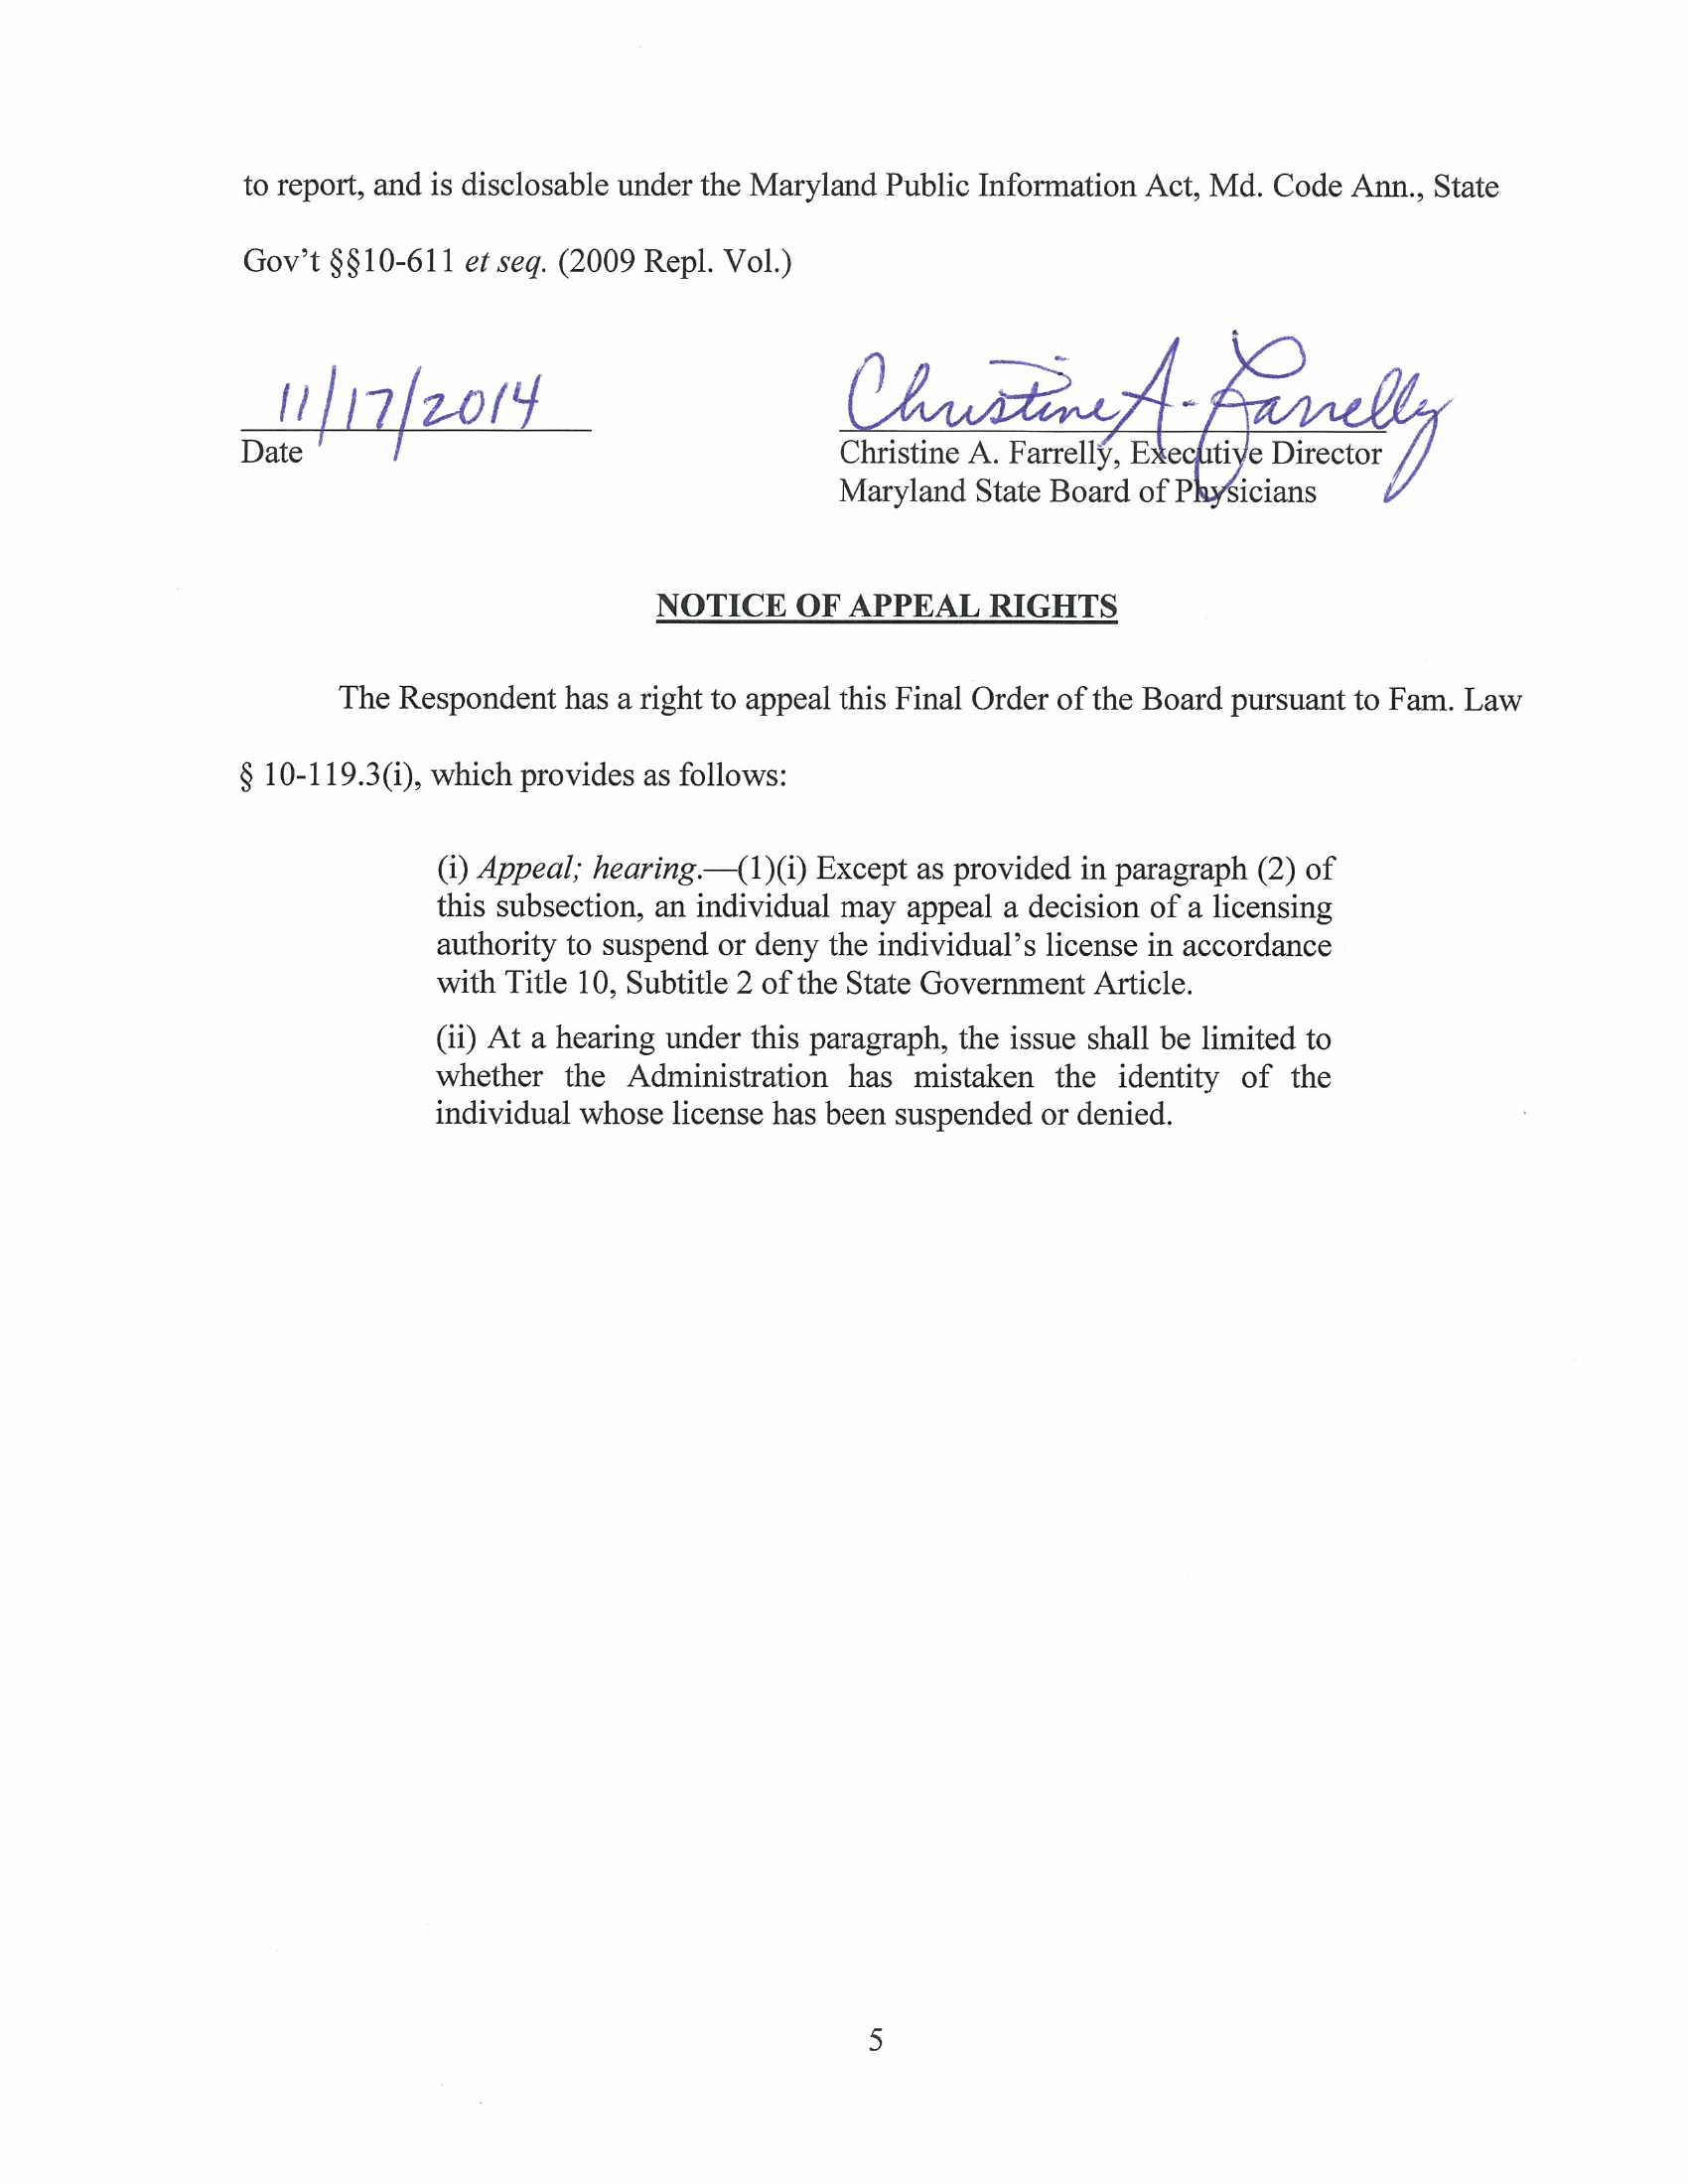 to report, and is disclosable under the Maryland Public Information Act, Md. Code Ann., State
Gov't §§10-611 et seq. (2009 Repl. Vol.)
11/17/2014
Christine A. Farrelly
Date
Christine A. Farrelly, Executive Director
Maryland State Board of Physicians
NOTICE OF APPEAL RIGHTS
The Respondent has a right to appeal this Final Order of the Board pursuant to Fam. Law
§ 10-119.3(i), which provides as follows:
(i) Appeal; hearing.—(1)(i) Except as provided in paragraph (2) of
this subsection, an individual may appeal a decision of a licensing
authority to suspend or deny the individual's license in accordance
with Title 10, Subtitle 2 of the State Government Article.
(ii) At a hearing under this paragraph, the issue shall be limited to
whether the Administration has mistaken the identity of the
individual whose license has been suspended or denied.
5